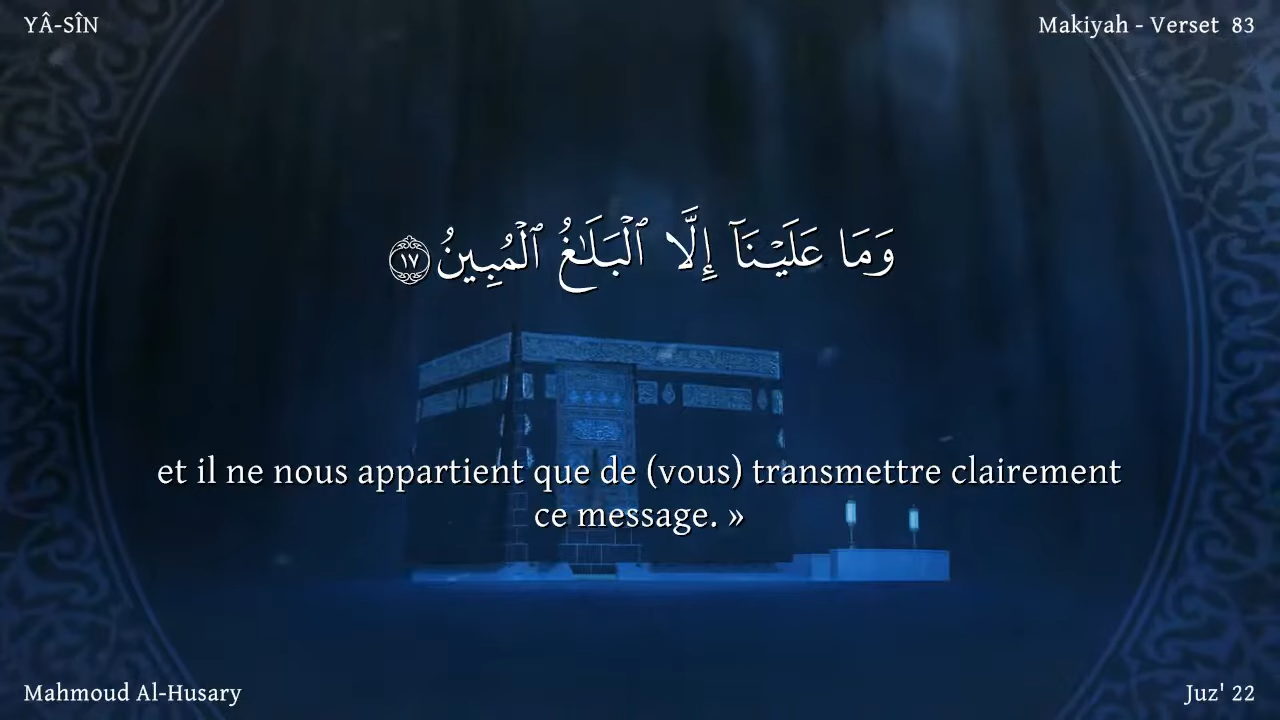 YÂ-SÎN
Makiyah - Verset 83
وَمَا عَلَيْنَآ إِلَّا ٱلْبَلَٰغُ ٱلْمُبِينُ ١٧
et il ne nous appartient que de (vous) transmettre clairement
ce message. »
Mahmoud Al-Husary
Juz' 22